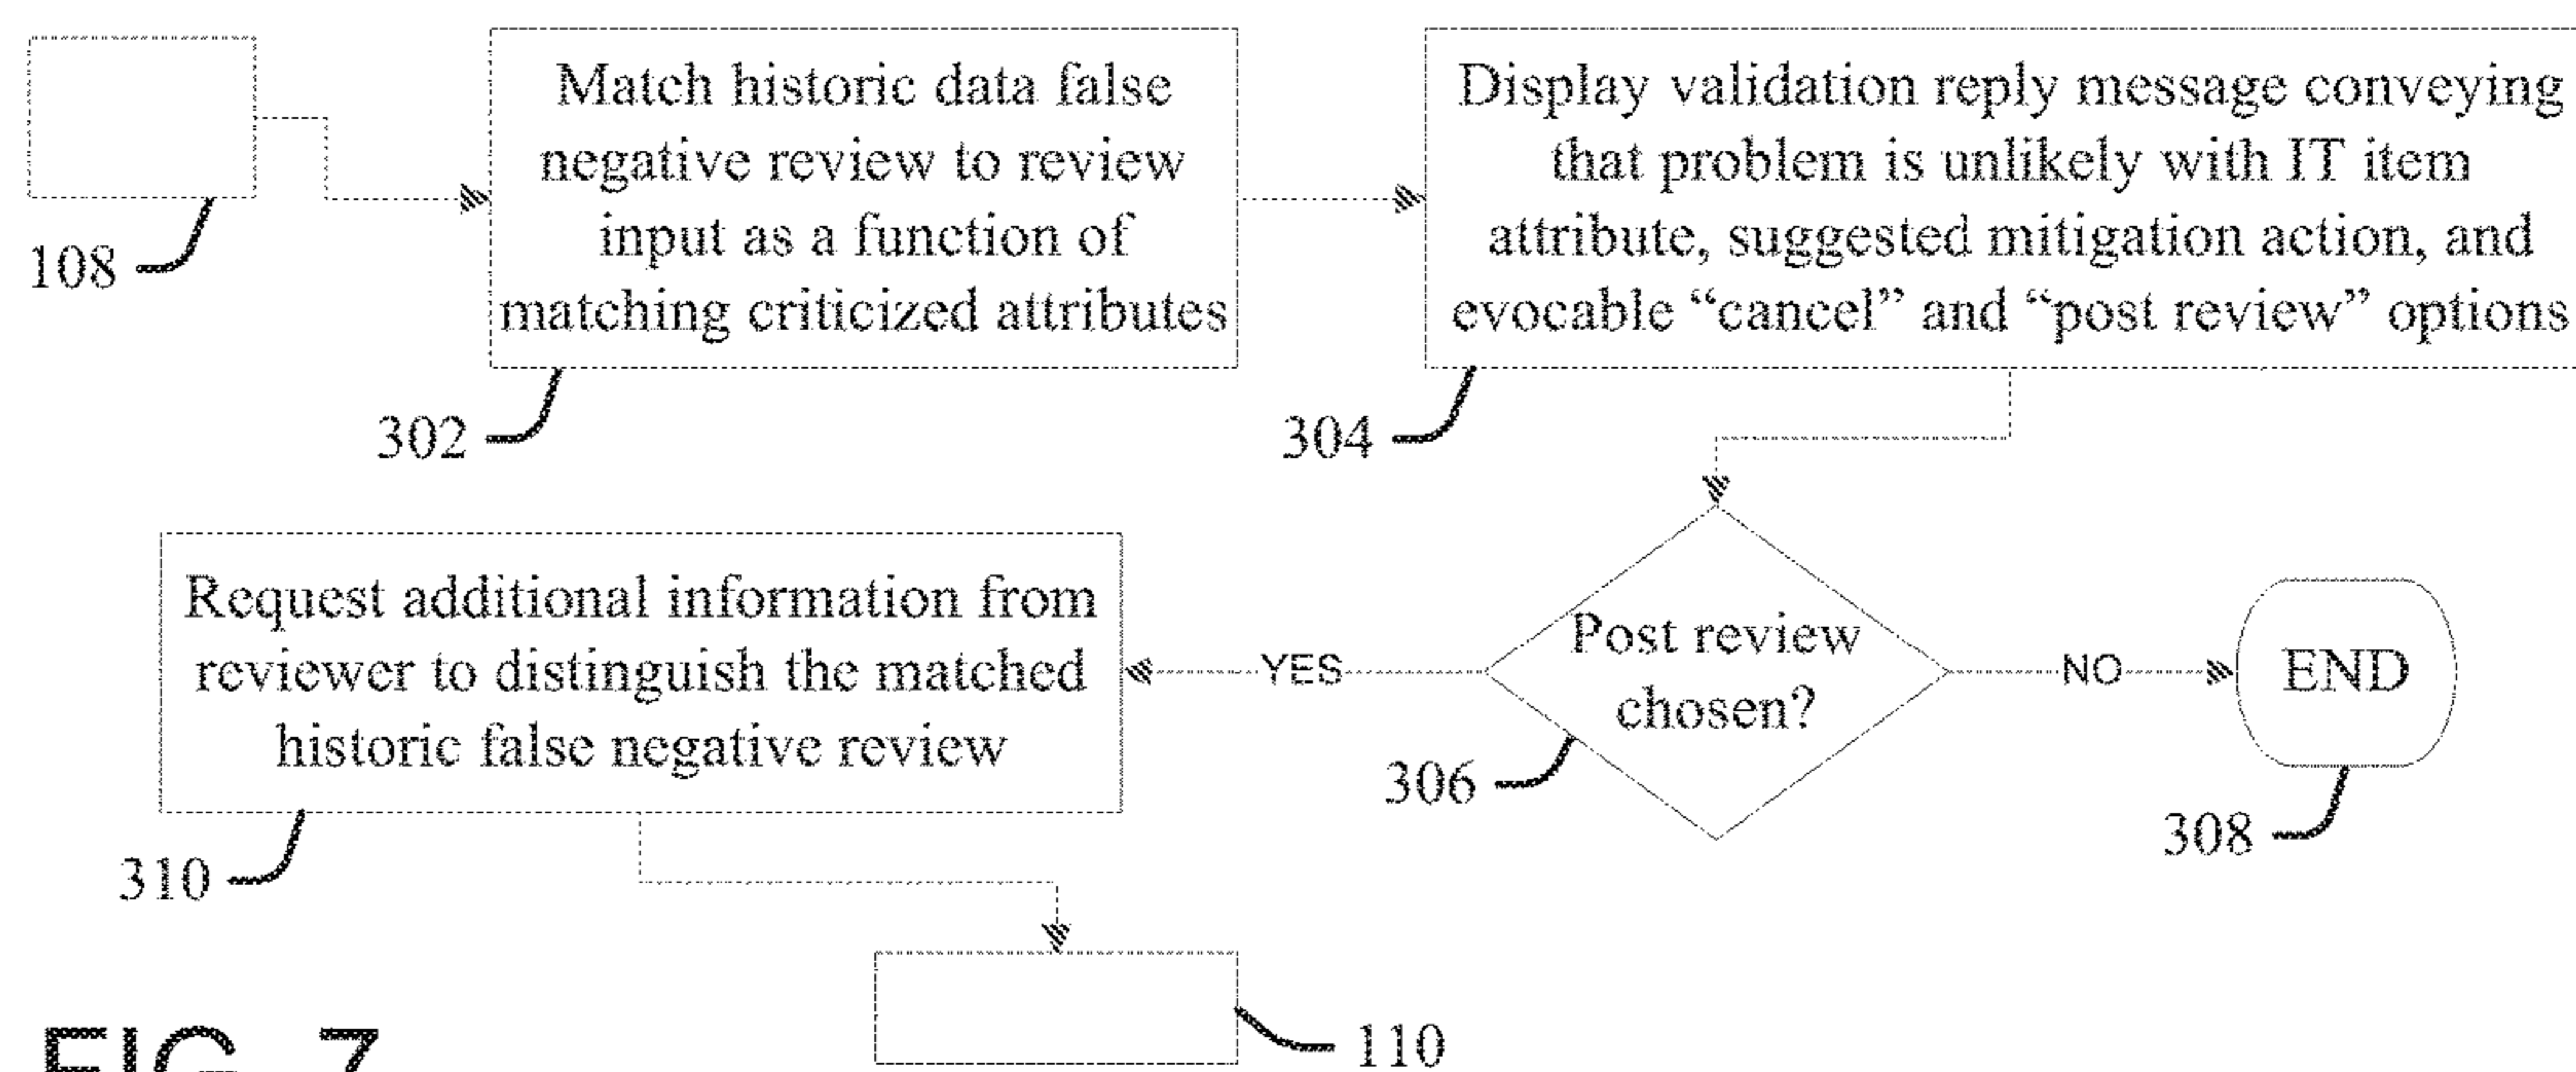 Match historic data false
negative review to review
input as a function of
matching criticized attributes
Display validation reply message conveying
that problem is unlikely with IT item
attribute, suggested mitigation action, and
evocable “cancel” and “post review” options
108
302
304
Request additional information from
reviewer to distinguish the matched
historic false negative review
YES
Post review
chosen?
NO
END
306
308
310
110
FIG. 7